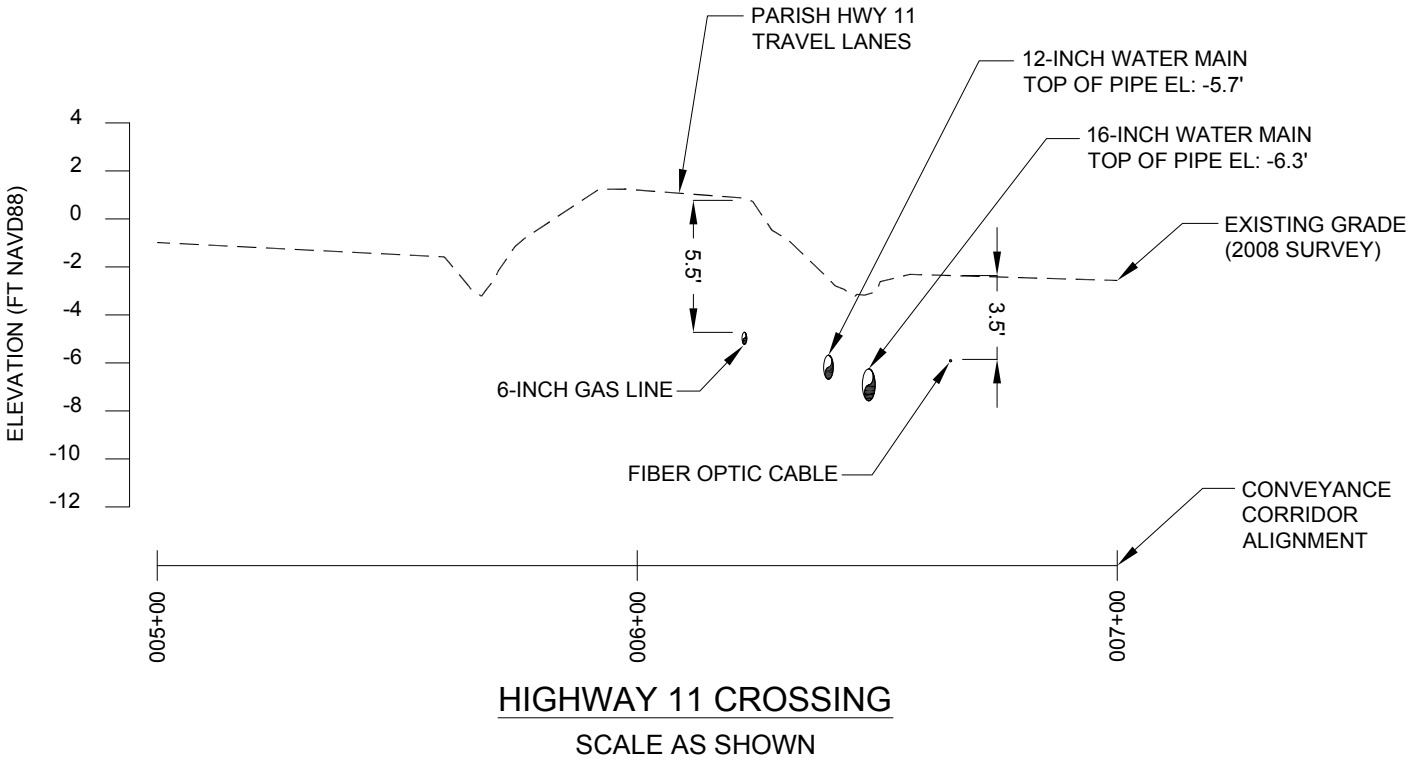 PARISH HWY 11
TRAVEL LANES
12-INCH WATER MAIN
TOP OF PIPE EL: -5.7'
16-INCH WATER MAIN
TOP OF PIPE EL: -6.3'
EXISTING GRADE
(2008 SURVEY)
ELEVATION (FT NAVD88)
4
2
0
-2
-4
-6
-8
-10
-12
5.5'
3.5'
6-INCH GAS LINE
FIBER OPTIC CABLE
CONVEYANCE
CORRIDOR
ALIGNMENT
005+00
006+00
007+00
HIGHWAY 11 CROSSING
SCALE AS SHOWN